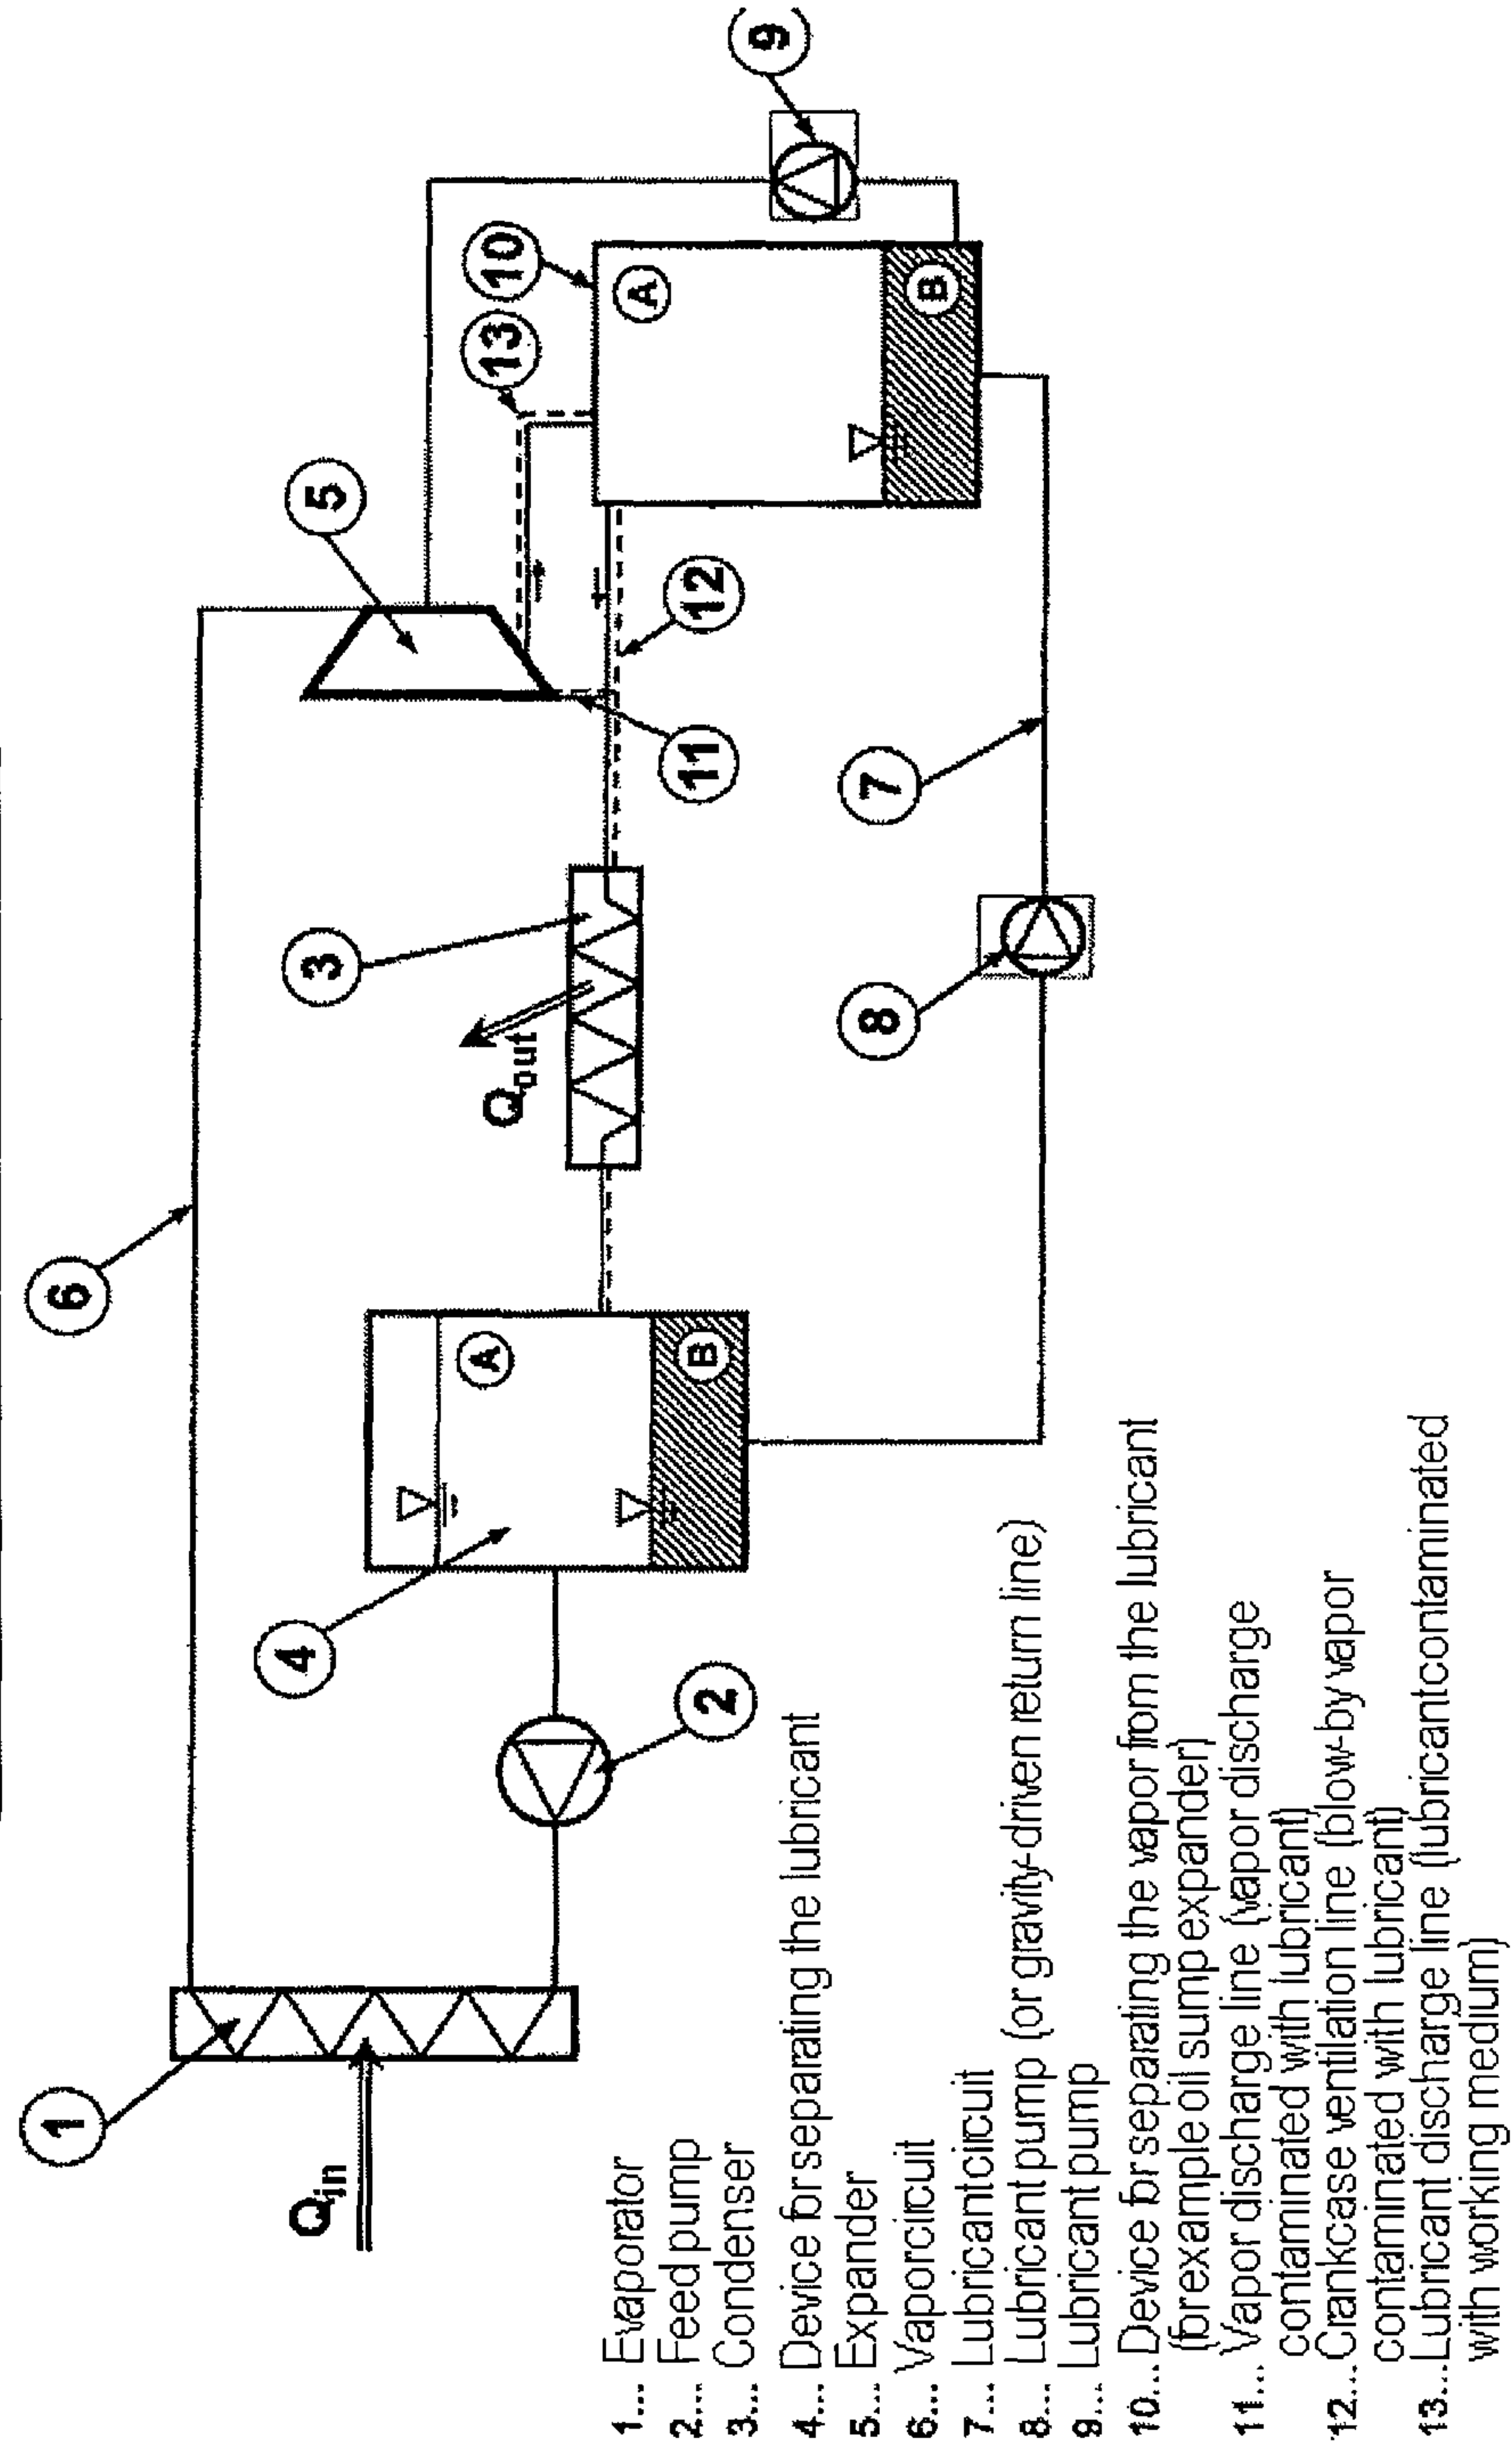 1
Q_in
6
4
2
A
B
3
Q_out
8
7
5
11
12
13
10
A
B
9
1... Evaporator
2... Feed pump
3... Condenser
4... Device for separating the lubricant
5... Expander
6... Vapor circuit
7... Lubricant circuit
8... Lubricant pump (or gravity-driven return line)
9... Lubricant pump
10... Device for separating the vapor from the lubricant
(for example oil sump expander)
11... Vapor discharge line (vapor discharge
contaminated with lubricant)
12... Crankcase ventilation line (blow-by vapor
contaminated with lubricant)
13... Lubricant discharge line (lubricant contaminated
with working medium)